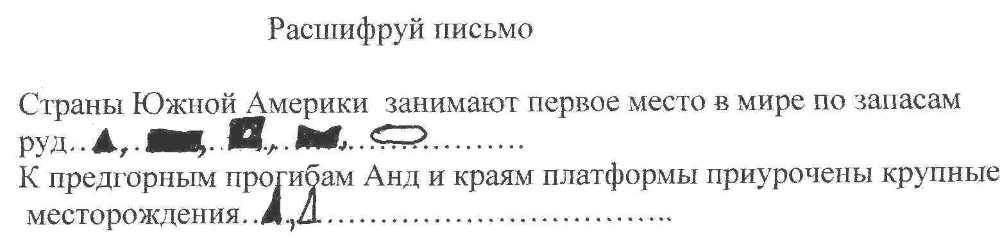 Расшифруй письмо
Страны Южной Америки занимают первое место в мире по запасам
руд.. , .. , .. , ... , ..................
К предгорным прогибам Анд и краям платформы приурочены крупные
месторождения.. , .................................